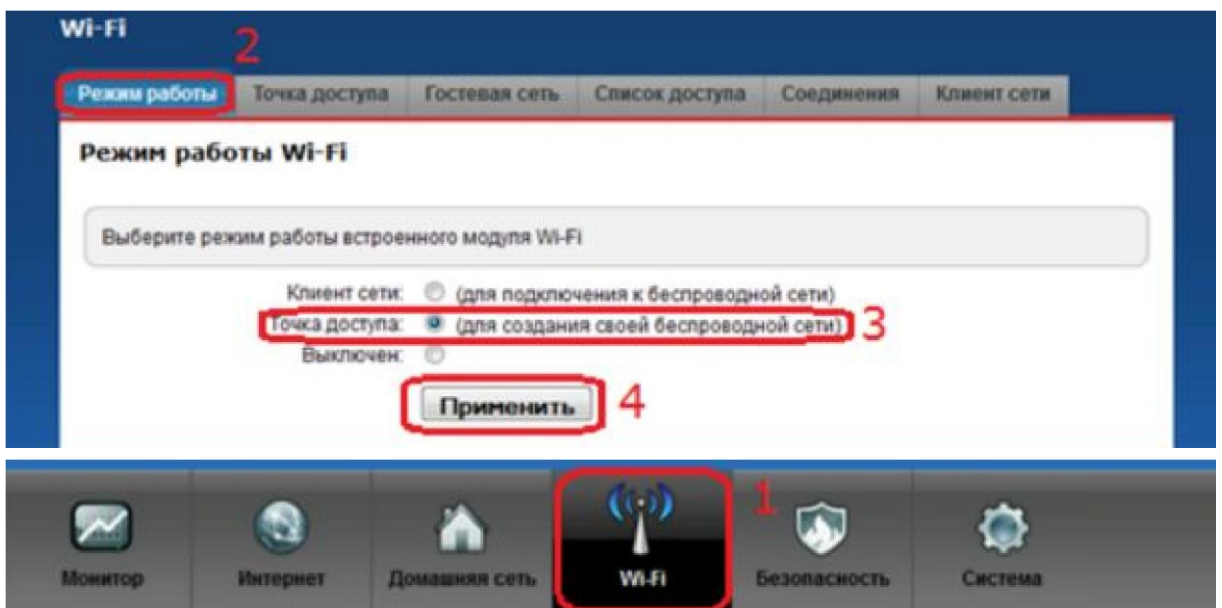 Wi-Fi
2
Режим работы Точка доступа Гостевая сеть Список доступа Соединения Клиент сети
Режим работы Wi-Fi
Выберите режим работы встроенного модуля Wi-Fi
Клиент сети: (для подключения к беспроводной сети)
Точка доступа: (для создания своей беспроводной сети) 3
Выключен:
Применить 4
1
Монитор Интернет Домашняя сеть Wi-Fi Безопасность Система